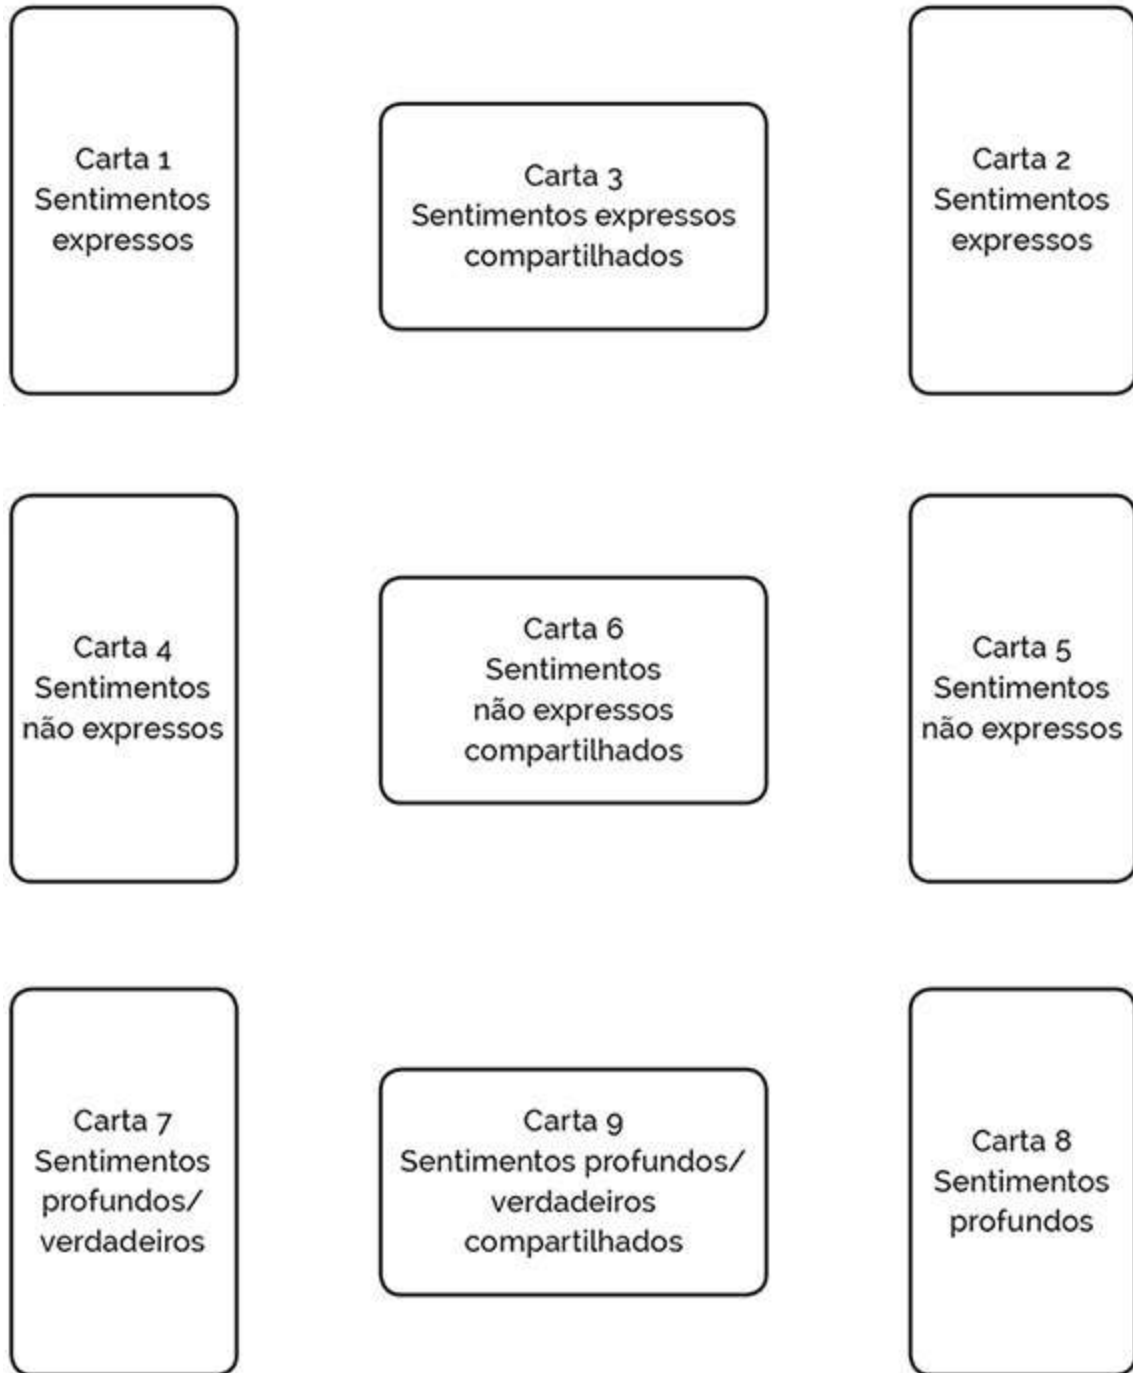 Carta 1
Sentimentos
expressos
Carta 3
Sentimentos expressos
compartilhados
Carta 2
Sentimentos
expressos
Carta 4
Sentimentos
não expressos
Carta 6
Sentimentos
não expressos
compartilhados
Carta 5
Sentimentos
não expressos
Carta 7
Sentimentos
profundos/
verdadeiros
Carta 9
Sentimentos profundos/
verdadeiros
compartilhados
Carta 8
Sentimentos
profundos